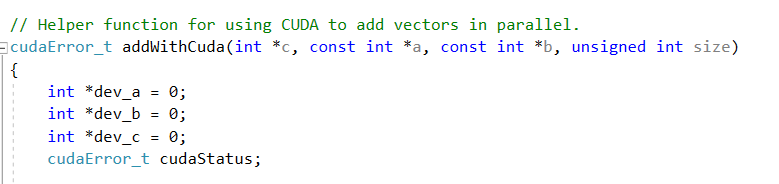 // Helper function for using CUDA to add vectors in parallel.
cudaError_t addWithCuda(int *c, const int *a, const int *b, unsigned int size)
{
    int *dev_a = 0;
    int *dev_b = 0;
    int *dev_c = 0;
    cudaError_t cudaStatus;